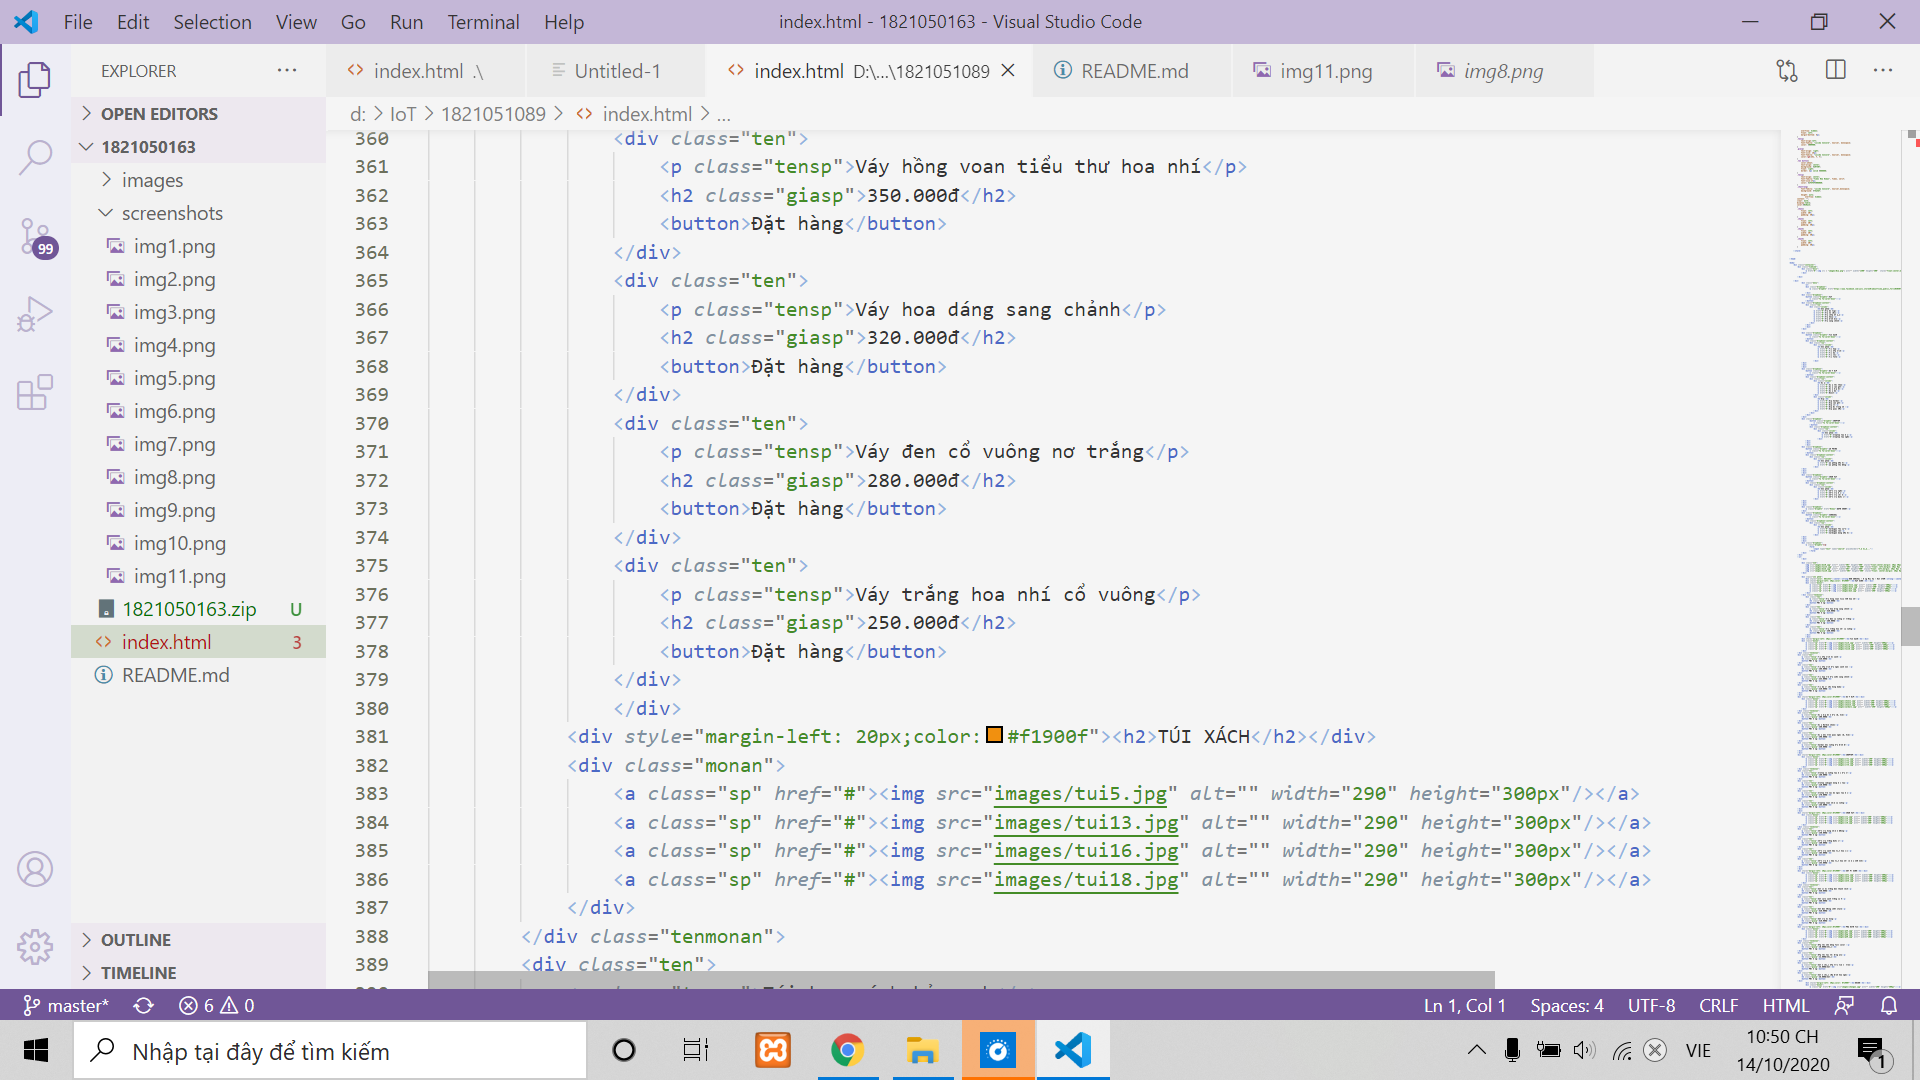 File Edit Selection View Go Run Terminal Help
index.html - 1821050163 - Visual Studio Code
EXPLORER ...
index.html .\
Untitled-1
index.html D:\...\1821051089
README.md
img11.png
img8.png
d: > IoT > 1821051089 > index.html > ...
OPEN EDITORS
1821050163
images
screenshots
img1.png
img2.png
img3.png
img4.png
img5.png
img6.png
img7.png
img8.png
img9.png
img10.png
img11.png
1821050163.zip U
index.html 3
README.md
OUTLINE
TIMELINE
99
360 <div class="ten">
361 <p class="tensp">Váy hồng voan tiểu thư hoa nhí</p>
362 <h2 class="giasp">350.000đ</h2>
363 <button>Đặt hàng</button>
364 </div>
365 <div class="ten">
366 <p class="tensp">Váy hoa dáng sang chảnh</p>
367 <h2 class="giasp">320.000đ</h2>
368 <button>Đặt hàng</button>
369 </div>
370 <div class="ten">
371 <p class="tensp">Váy đen cổ vuông nơ trắng</p>
372 <h2 class="giasp">280.000đ</h2>
373 <button>Đặt hàng</button>
374 </div>
375 <div class="ten">
376 <p class="tensp">Váy trắng hoa nhí cổ vuông</p>
377 <h2 class="giasp">250.000đ</h2>
378 <button>Đặt hàng</button>
379 </div>
380 </div>
381 <div style="margin-left: 20px;color:#f1900f"><h2>TÚI XÁCH</h2></div>
382 <div class="monan">
383 <a class="sp" href="#"><img src="images/tui5.jpg" alt="" width="290" height="300px"/></a>
384 <a class="sp" href="#"><img src="images/tui13.jpg" alt="" width="290" height="300px"/></a>
385 <a class="sp" href="#"><img src="images/tui16.jpg" alt="" width="290" height="300px"/></a>
386 <a class="sp" href="#"><img src="images/tui18.jpg" alt="" width="290" height="300px"/></a>
387 </div>
388 </div class="tenmonan">
389 <div class="ten">
master* 6 0
Ln 1, Col 1 Spaces: 4 UTF-8 CRLF HTML
Nhập tại đây để tìm kiếm
VIE
10:50 CH
14/10/2020
1